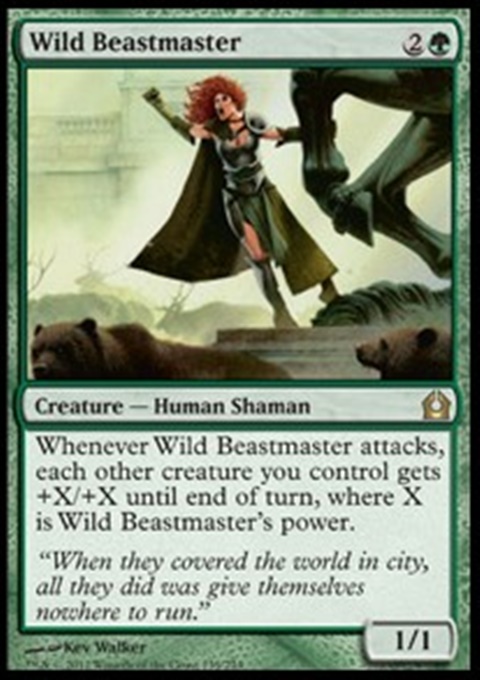 Wild Beastmaster 2
Creature — Human Shaman
Whenever Wild Beastmaster attacks,
each other creature you control gets
+X/+X until end of turn, where X
is Wild Beastmaster's power.
"When they covered the world in city,
all they did was give themselves
nowhere to run."
Kev Walker
1/1